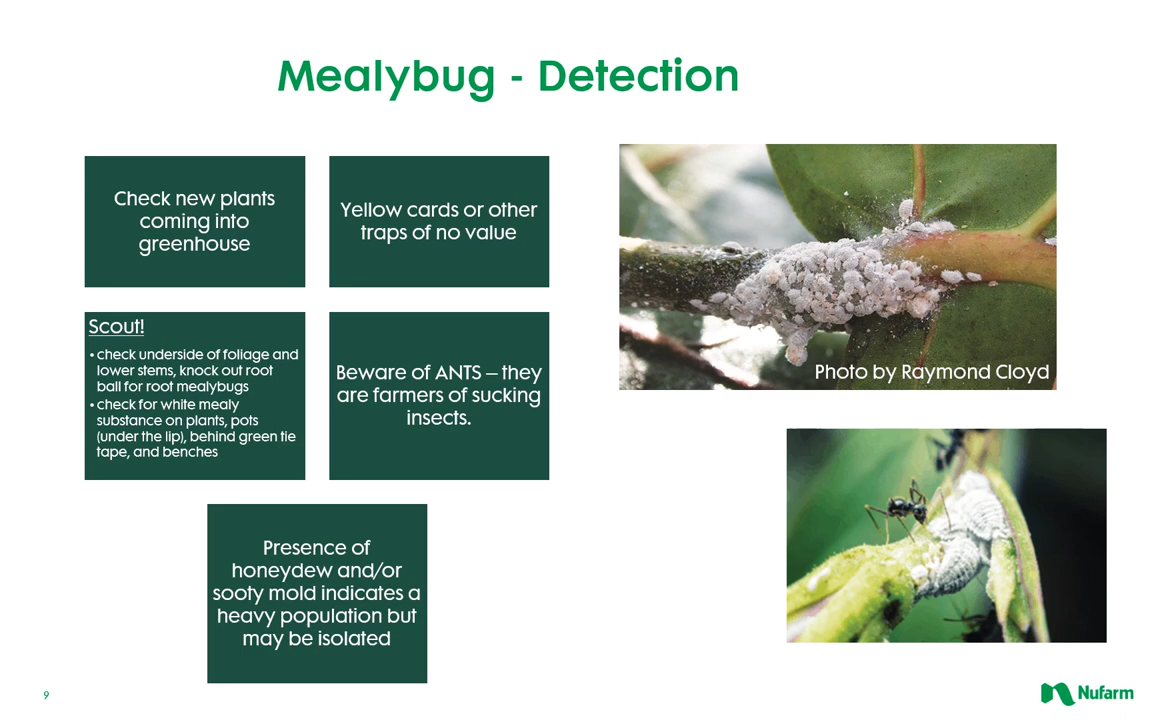 Mealybug - Detection
Check new plants
coming into
greenhouse
Yellow cards or other
traps of no value
Scout!
• check underside of foliage and
lower stems, knock out root
ball for root mealybugs
• check for white mealy
substance on plants, pots
(under the lip), behind green tie
tape, and benches
Beware of ANTS – they
are farmers of sucking
insects.
Presence of
honeydew and/or
sooty mold indicates a
heavy population but
may be isolated
Photo by Raymond Cloyd
9
Nufarm